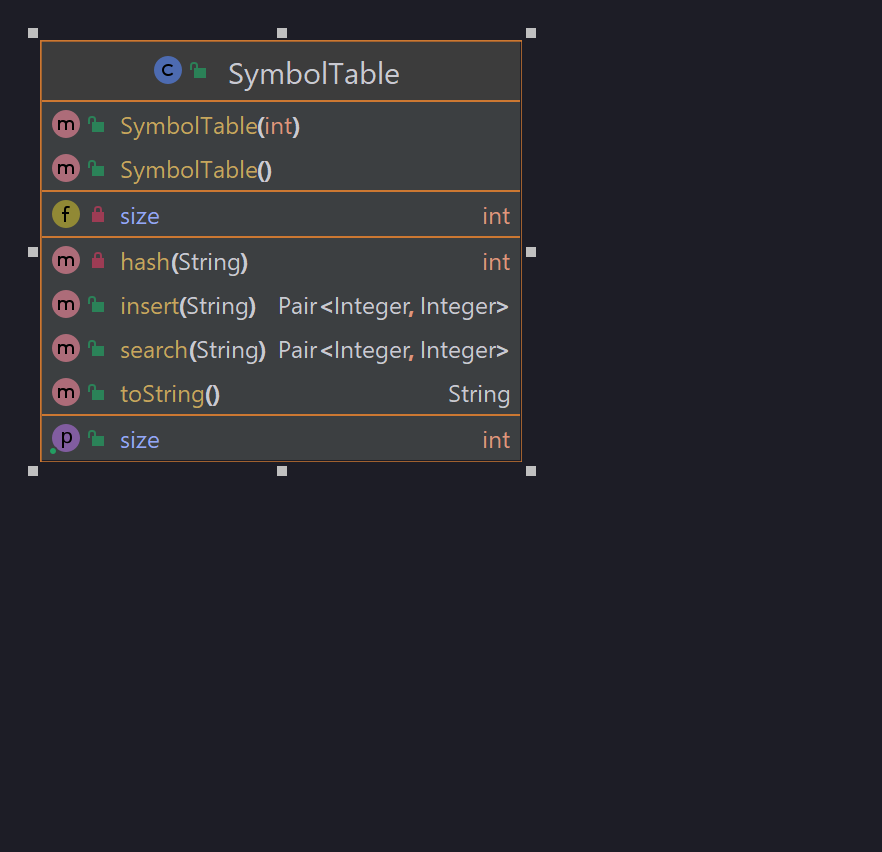 C SymbolTable
m SymbolTable(int)
m SymbolTable()
f size int
m hash(String) int
m insert(String) Pair<Integer, Integer>
m search(String) Pair<Integer, Integer>
m toString() String
p size int